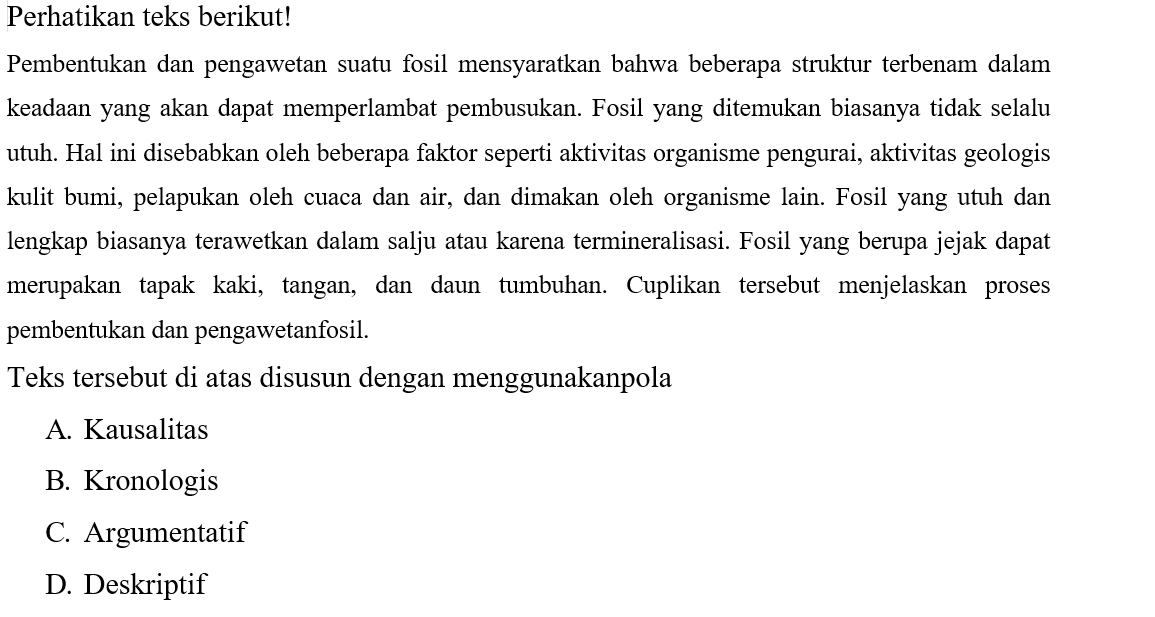 Perhatikan teks berikut!
Pembentukan dan pengawetan suatu fosil mensyaratkan bahwa beberapa struktur terbenam dalam
keadaan yang akan dapat memperlambat pembusukan. Fosil yang ditemukan biasanya tidak selalu
utuh. Hal ini disebabkan oleh beberapa faktor seperti aktivitas organisme pengurai, aktivitas geologis
kulit bumi, pelapukan oleh cuaca dan air, dan dimakan oleh organisme lain. Fosil yang utuh dan
lengkap biasanya terawetkan dalam salju atau karena termineralisasi. Fosil yang berupa jejak dapat
merupakan tapak kaki, tangan, dan daun tumbuhan. Cuplikan tersebut menjelaskan proses
pembentukan dan pengawetanfosil.
Teks tersebut di atas disusun dengan menggunakanpola
A. Kausalitas
B. Kronologis
C. Argumentatif
D. Deskriptif